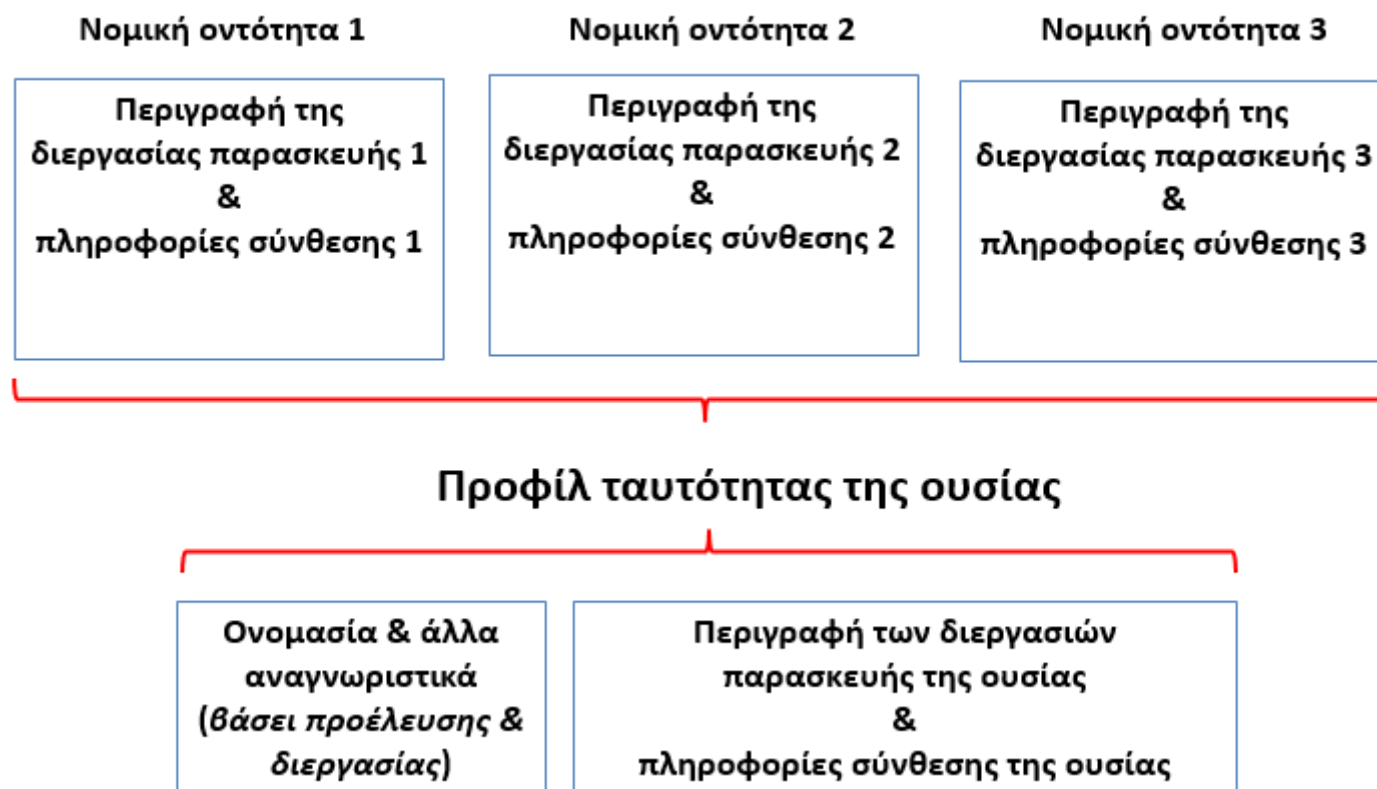 Νομική οντότητα 1
Νομική οντότητα 2
Νομική οντότητα 3
Περιγραφή της
διεργασίας παρασκευής 1
&
πληροφορίες σύνθεσης 1
Περιγραφή της
διεργασίας παρασκευής 2
&
πληροφορίες σύνθεσης 2
Περιγραφή της
διεργασίας παρασκευής 3
&
πληροφορίες σύνθεσης 3
Προφίλ ταυτότητας της ουσίας
Ονομασία & άλλα
αναγνωριστικά
(βάσει προέλευσης &
διεργασίας)
Περιγραφή των διεργασιών
παρασκευής της ουσίας
&
πληροφορίες σύνθεσης της ουσίας